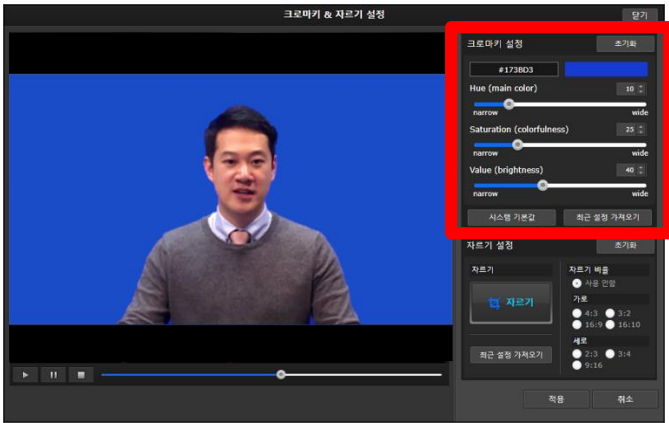 크로마키 & 자르기 설정
닫기
크로마키 설정
초기화
#173BD3
Hue (main color)
10
narrow
wide
Saturation (colorfulness)
25
narrow
wide
Value (brightness)
40
narrow
wide
시스템 기본값
최근 설정 가져오기
자르기 설정
초기화
자르기
자르기 비율
사용 안함
자르기
가로
4:3
3:2
16:9
16:10
최근 설정 가져오기
세로
2:3
3:4
9:16
적용
취소